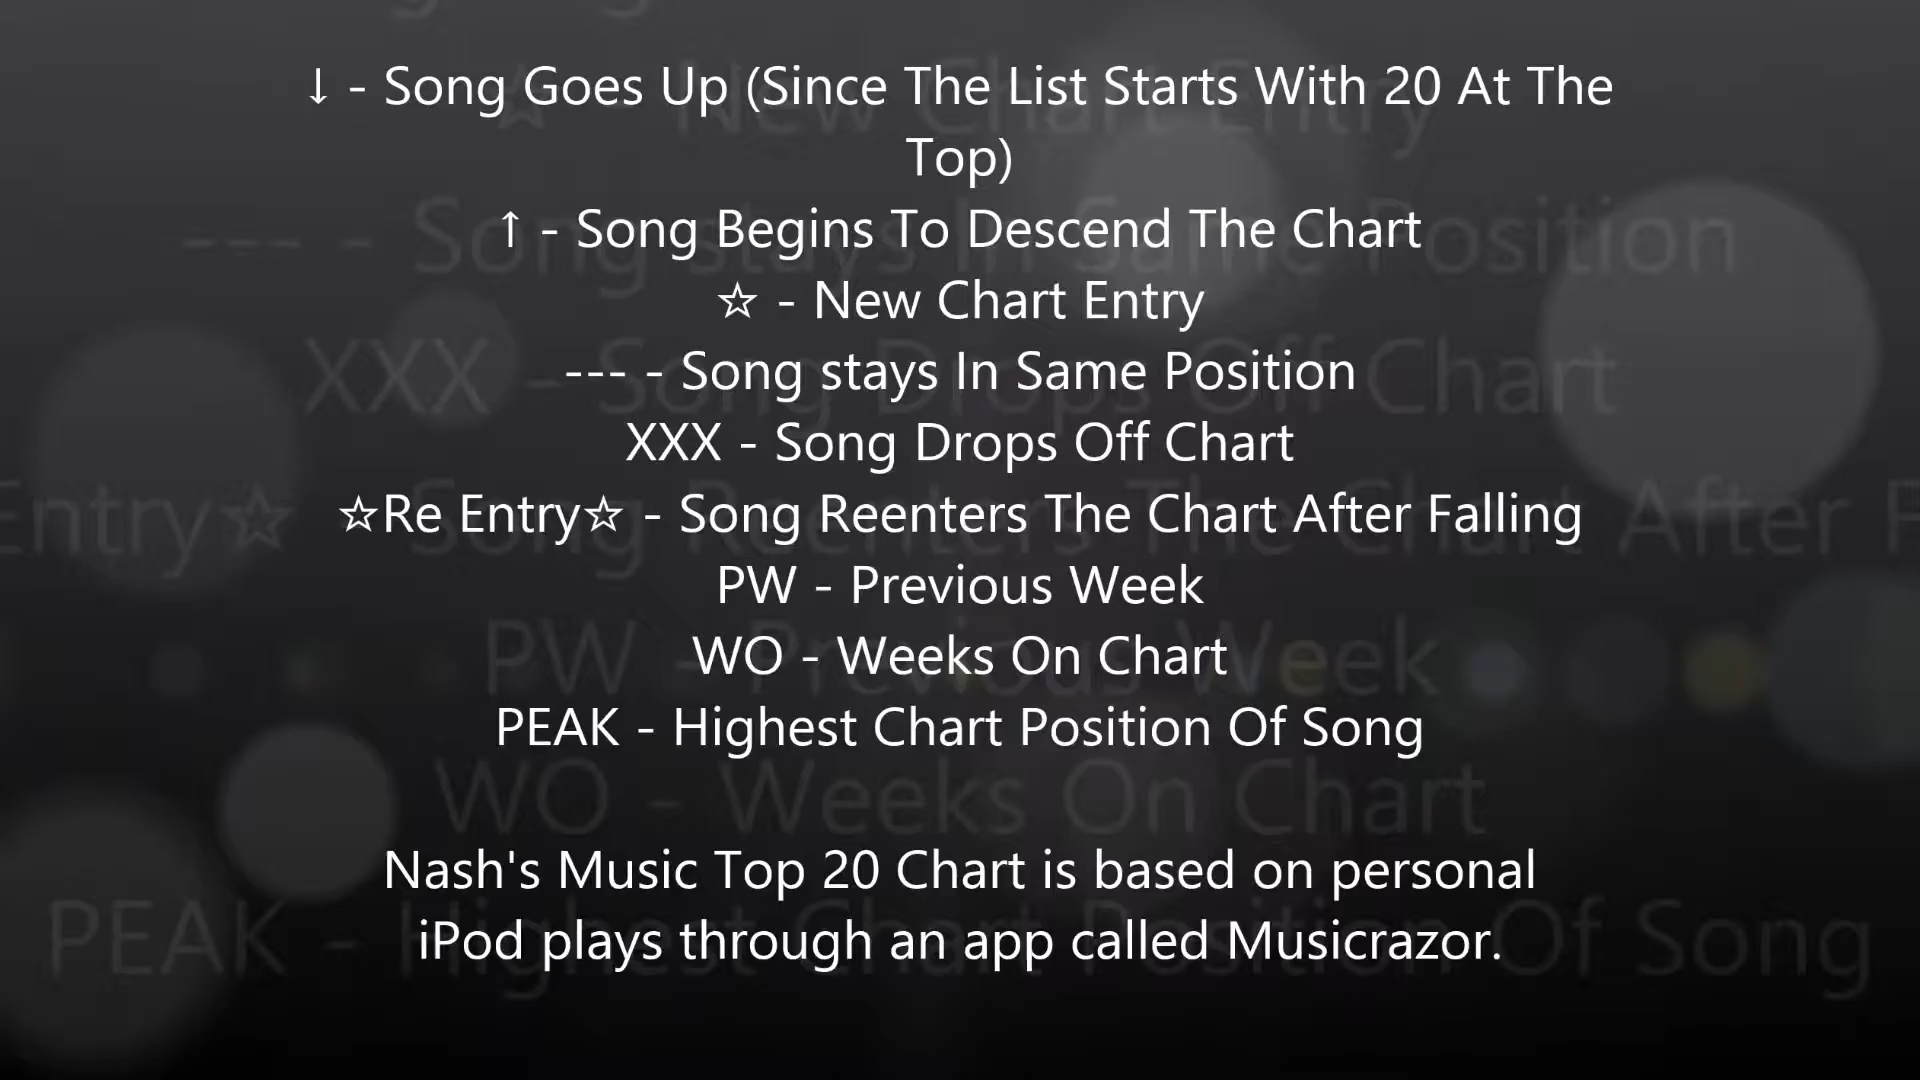 ↓ - Song Goes Up (Since The List Starts With 20 At The
Top)
↑ - Song Begins To Descend The Chart
☆ - New Chart Entry
--- - Song stays In Same Position
XXX - Song Drops Off Chart
☆Re Entry☆ - Song Reenters The Chart After Falling
PW - Previous Week
WO - Weeks On Chart
PEAK - Highest Chart Position Of Song
Nash's Music Top 20 Chart is based on personal
iPod plays through an app called Musicrazor.